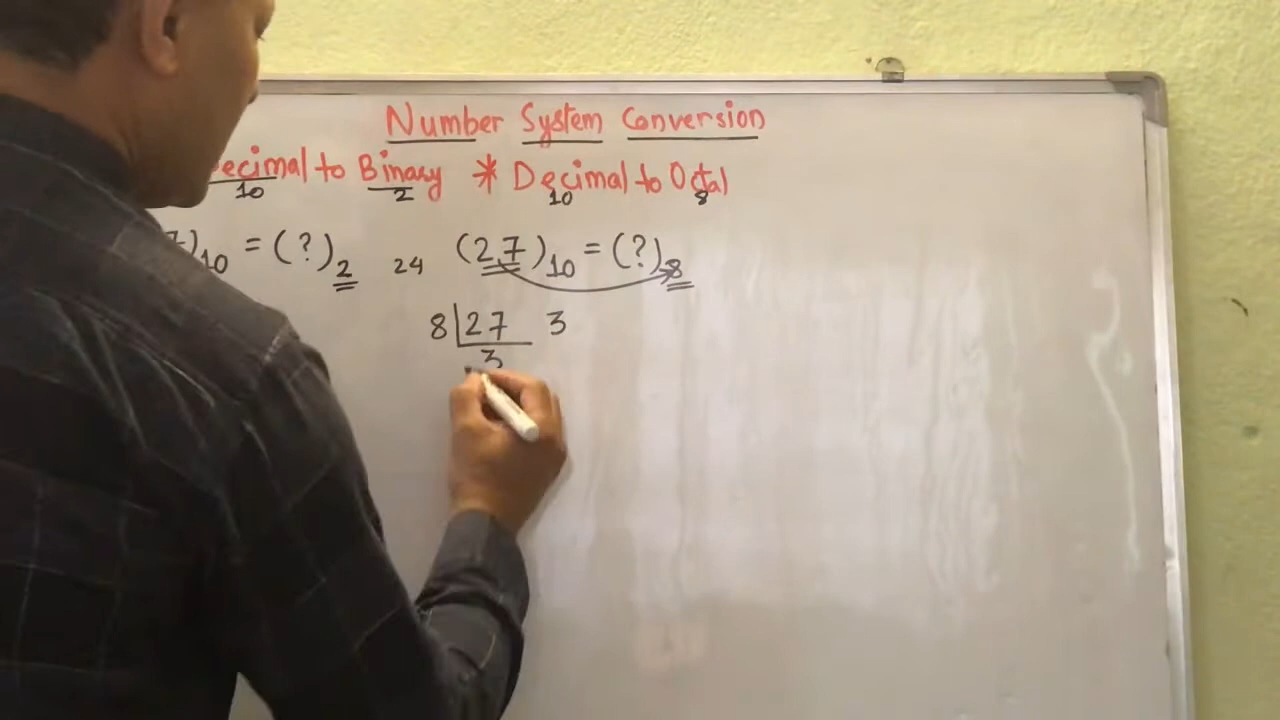 Number System Conversion
ecimal to Binary * Decimal to Octal
10 2 10 8
7)10 = (?)2 24 (27)10 = (?)8
8 27 3
3